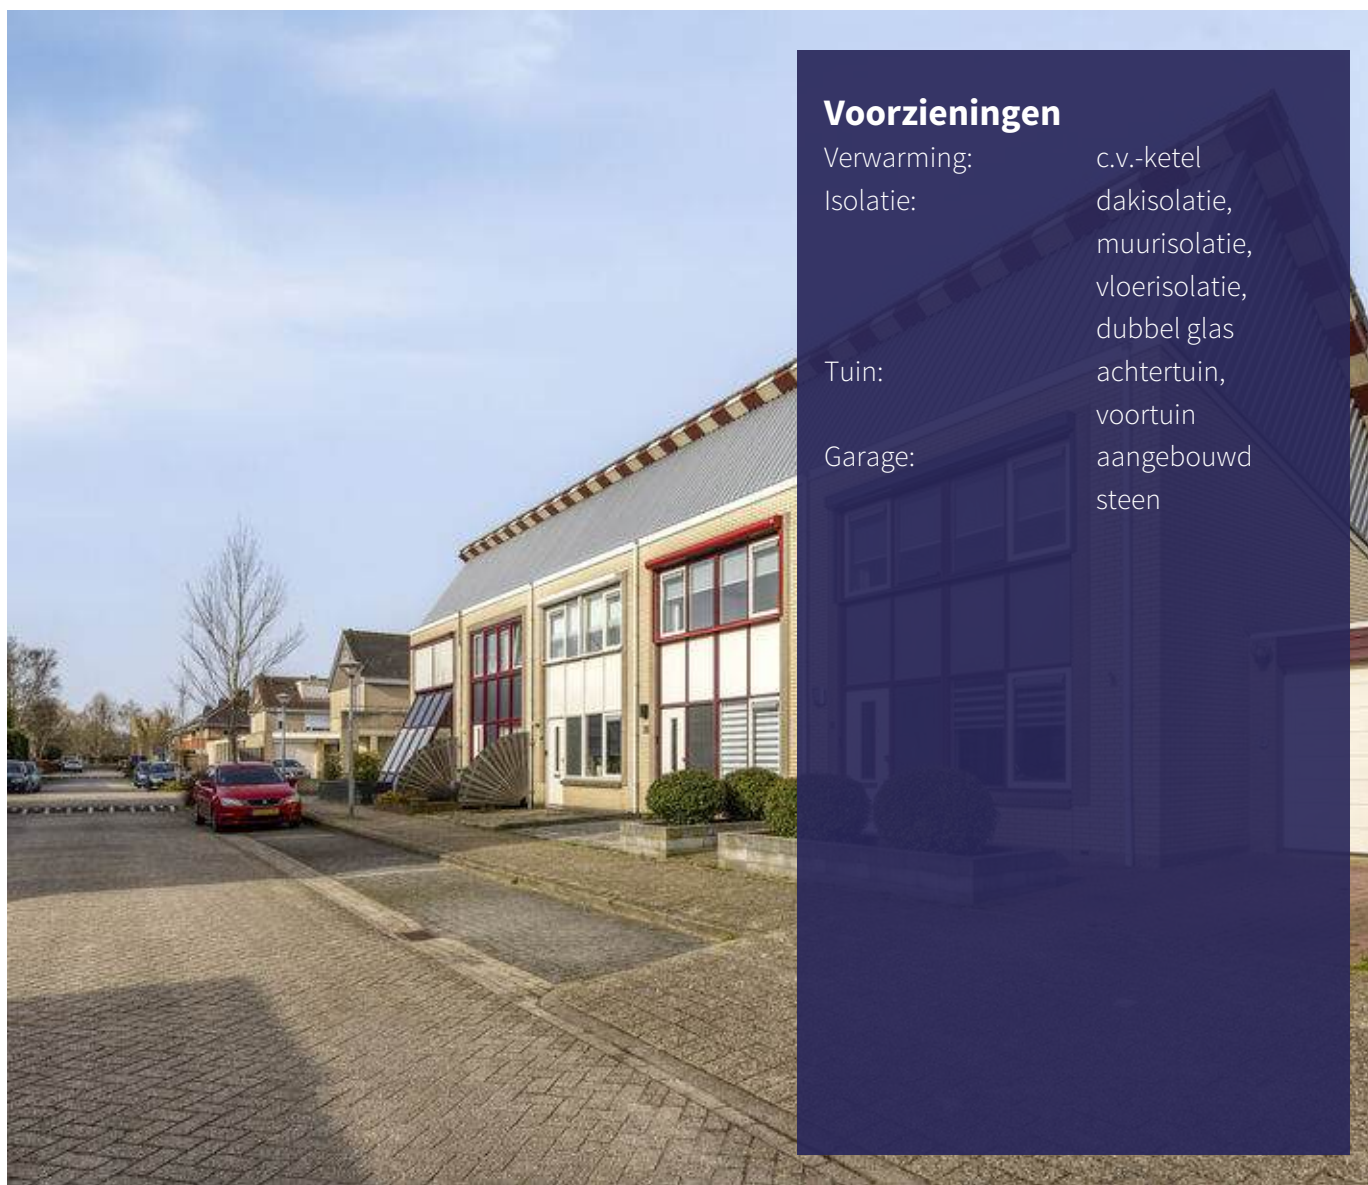 Voorzieningen
Verwarming: c.v.-ketel
Isolatie: dakisolatie,
muurisolatie,
vloerisolatie,
dubbel glas
Tuin: achtertuin,
voortuin
Garage: aangebouwd
steen